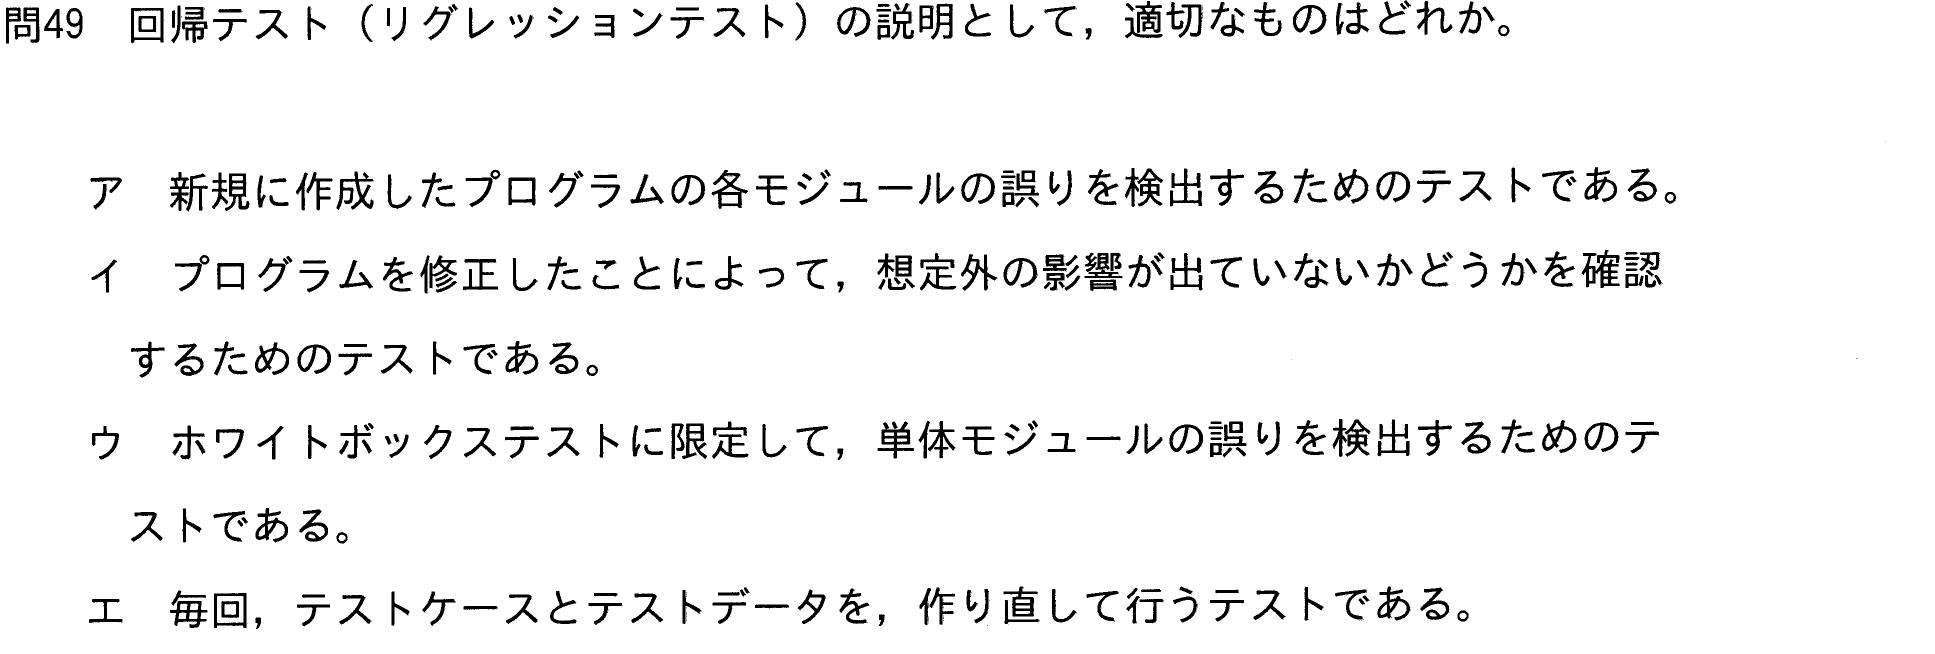 問49　回帰テスト（リグレッションテスト）の説明として，適切なものはどれか。
ア　新規に作成したプログラムの各モジュールの誤りを検出するためのテストである。
イ　プログラムを修正したことによって，想定外の影響が出ていないかどうかを確認
するためのテストである。
ウ　ホワイトボックステストに限定して，単体モジュールの誤りを検出するためのテ
ストである。
エ　毎回，テストケースとテストデータを，作り直して行うテストである。